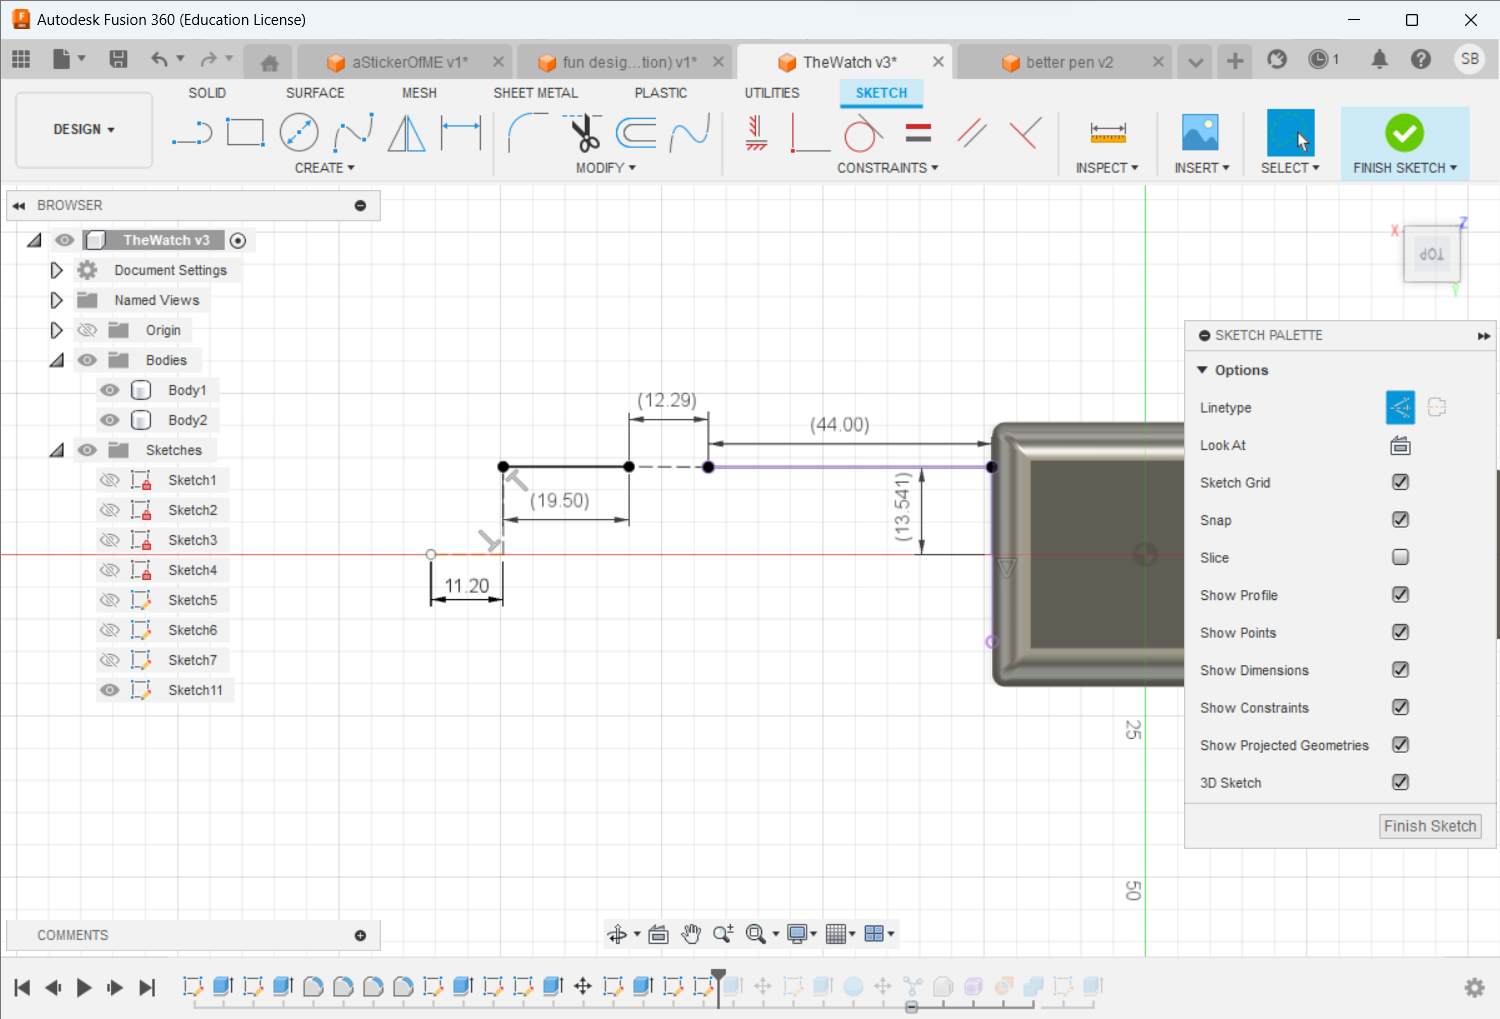 Autodesk Fusion 360 (Education License)
aStickerOfME v1*
fun desig...tion) v1*
TheWatch v3*
better pen v2
1
SB
DESIGN
SOLID
SURFACE
MESH
SHEET METAL
PLASTIC
UTILITIES
SKETCH
CREATE
MODIFY
CONSTRAINTS
INSPECT
INSERT
SELECT
FINISH SKETCH
BROWSER
TheWatch v3
Document Settings
Named Views
Origin
Bodies
Body1
Body2
Sketches
Sketch1
Sketch2
Sketch3
Sketch4
Sketch5
Sketch6
Sketch7
Sketch11
(12.29)
(44.00)
(19.50)
(13.541)
11.20
25
50
X
Z
TOP
Y
SKETCH PALETTE
Options
Linetype
Look At
Sketch Grid
Snap
Slice
Show Profile
Show Points
Show Dimensions
Show Constraints
Show Projected Geometries
3D Sketch
Finish Sketch
COMMENTS